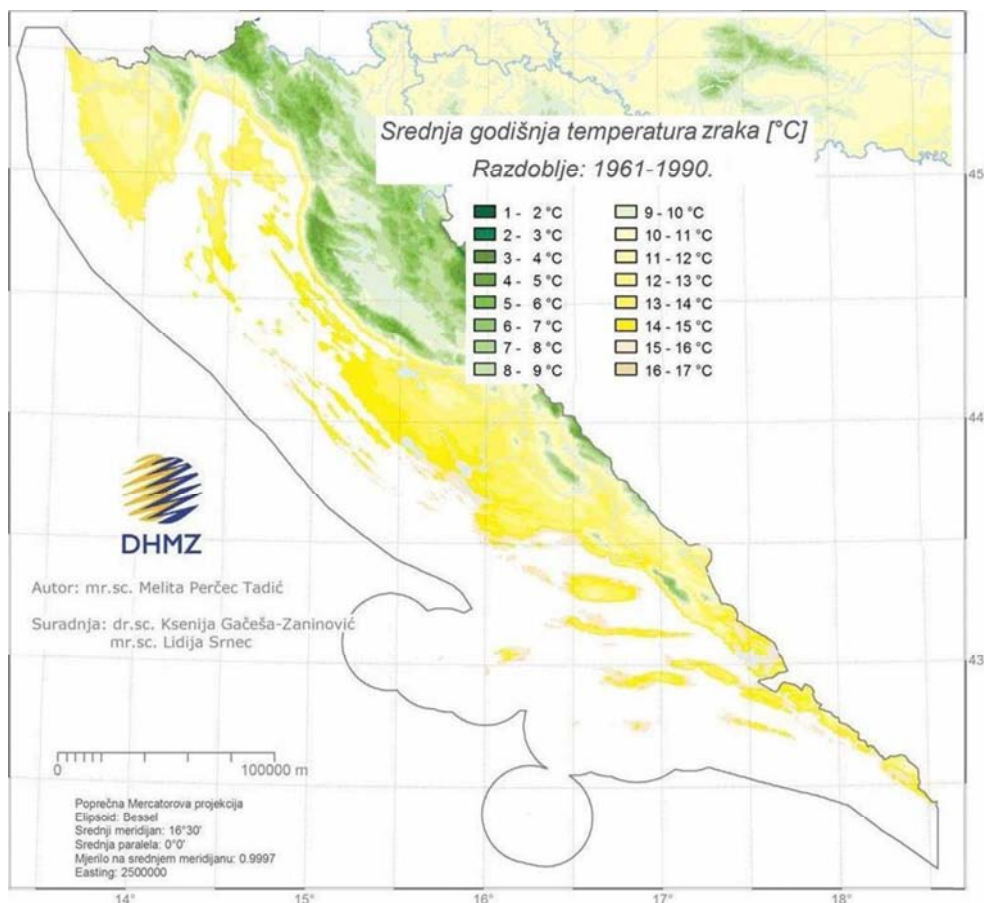 Srednja godišnja temperatura zraka [°C]
Razdoblje: 1961-1990.
1 - 2 °C
2 - 3 °C
3 - 4 °C
4 - 5 °C
5 - 6 °C
6 - 7 °C
7 - 8 °C
8 - 9 °C
9 - 10 °C
10 - 11 °C
11 - 12 °C
12 - 13 °C
13 - 14 °C
14 - 15 °C
15 - 16 °C
16 - 17 °C
45
44
43
DHMZ
Autor: mr.sc. Melita Perčec Tadić
Suradnja: dr.sc. Ksenija Gačeša-Zaninović
mr.sc. Lidija Srnec
0 100000 m
Poprečna Mercatorova projekcija
Elipsoid: Bessel
Srednji meridijan: 16°30'
Srednja paralela: 0°0'
Mjerilo na srednjem meridijanu: 0.9997
Easting: 2500000
14° 15° 16° 17° 18°